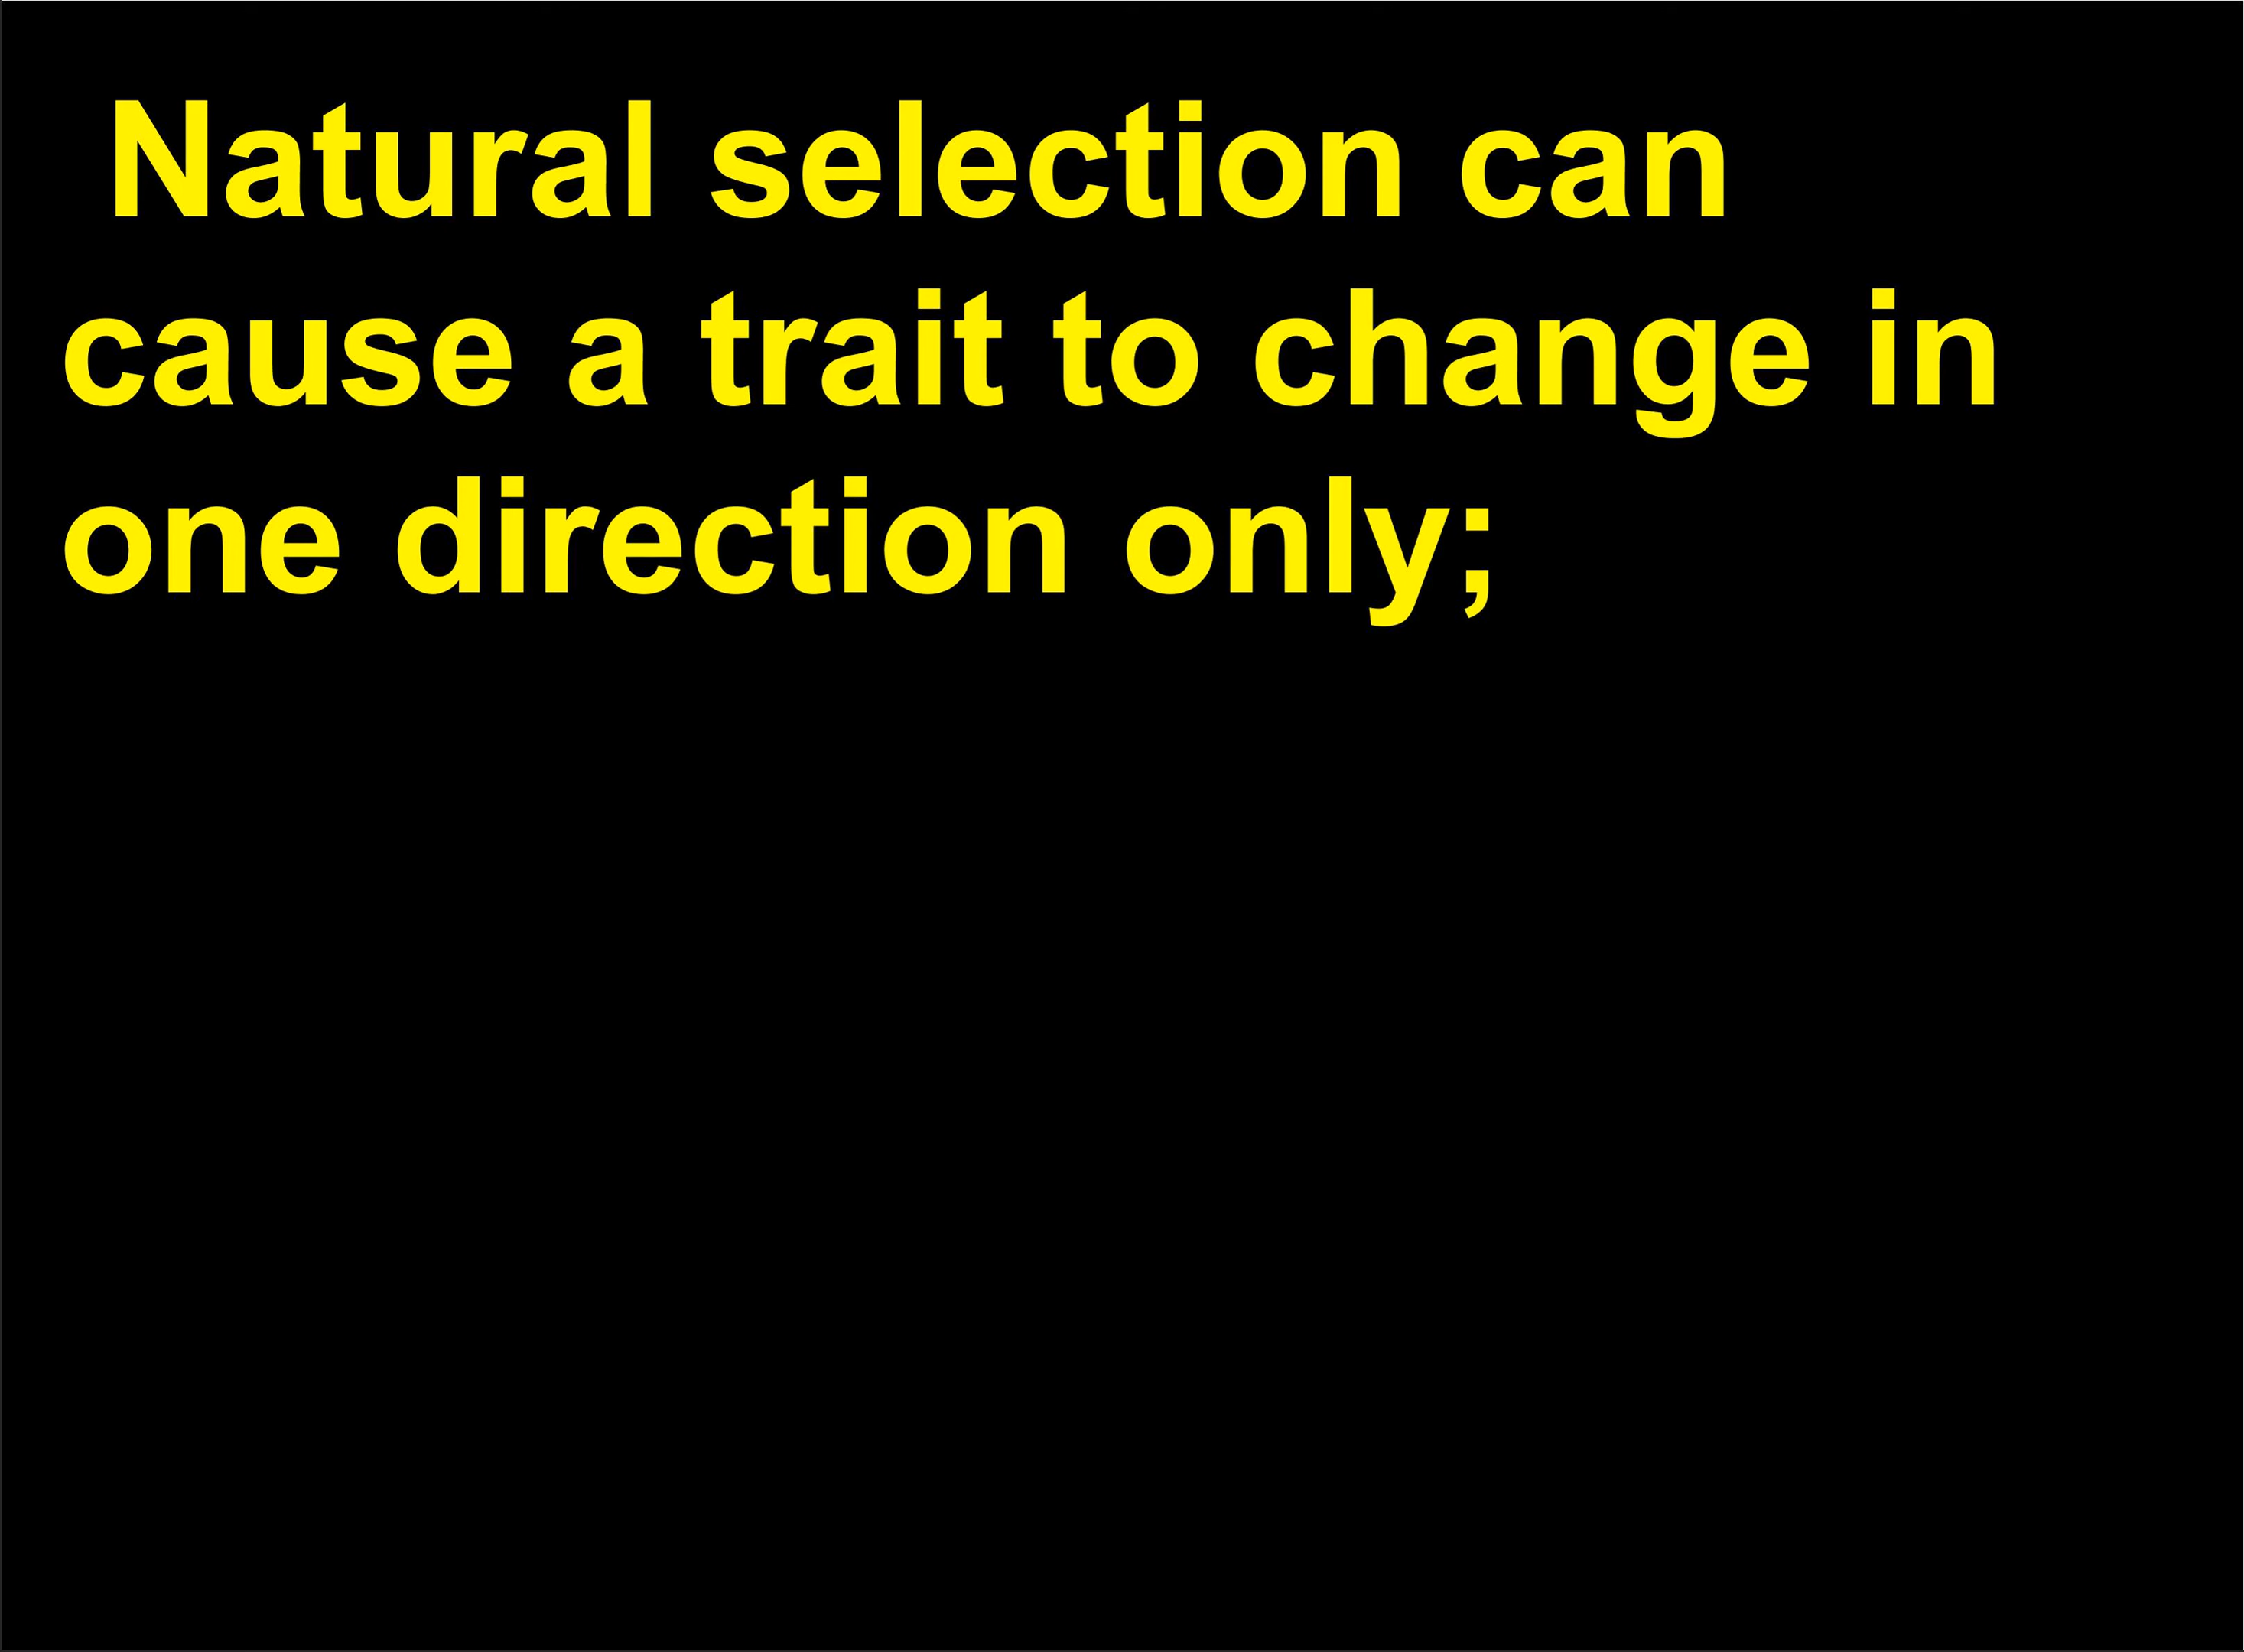 Natural selection can
cause a trait to change in
one direction only;